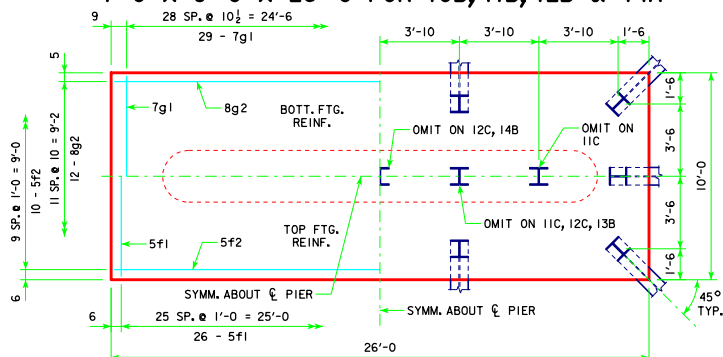 9
28 SP. @ 10½ = 24'-6
29 - 7g1
3'-10
3'-10
3'-10
1'-6
5
7g1
8g2
BOTT. FTG.
REINF.
OMIT ON 12C, 14B
OMIT ON
11C
1'-6
3'-6
10'-0
3'-6
1'-6
9 SP. @ 1'-0 = 9'-0
10 - 5f2
11 SP. @ 10 = 9'-2
12 - 8g2
TOP FTG.
REINF.
OMIT ON 11C, 12C, 13B
5f1
5f2
6
SYMM. ABOUT ℄ PIER
SYMM. ABOUT ℄ PIER
45°
TYP.
6
25 SP. @ 1'-0 = 25'-0
26 - 5f1
26'-0